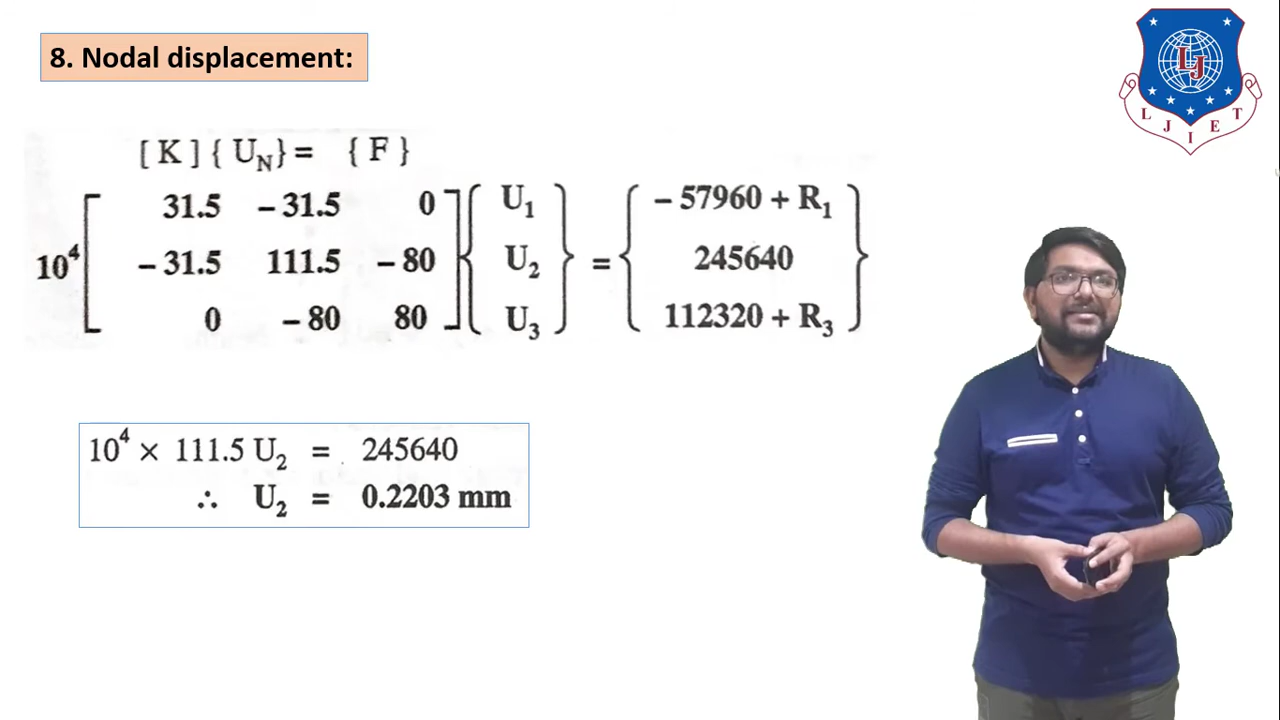 8. Nodal displacement:
[ K ] { U_N } = { F }
10^4 [ 31.5 – 31.5 0 ] { U_1 } = { – 57960 + R_1 }
[ – 31.5 111.5 – 80 ] { U_2 } { 245640 }
[ 0 – 80 80 ] { U_3 } { 112320 + R_3 }
10^4 × 111.5 U_2 = 245640
∴ U_2 = 0.2203 mm
LJ
L J I E T